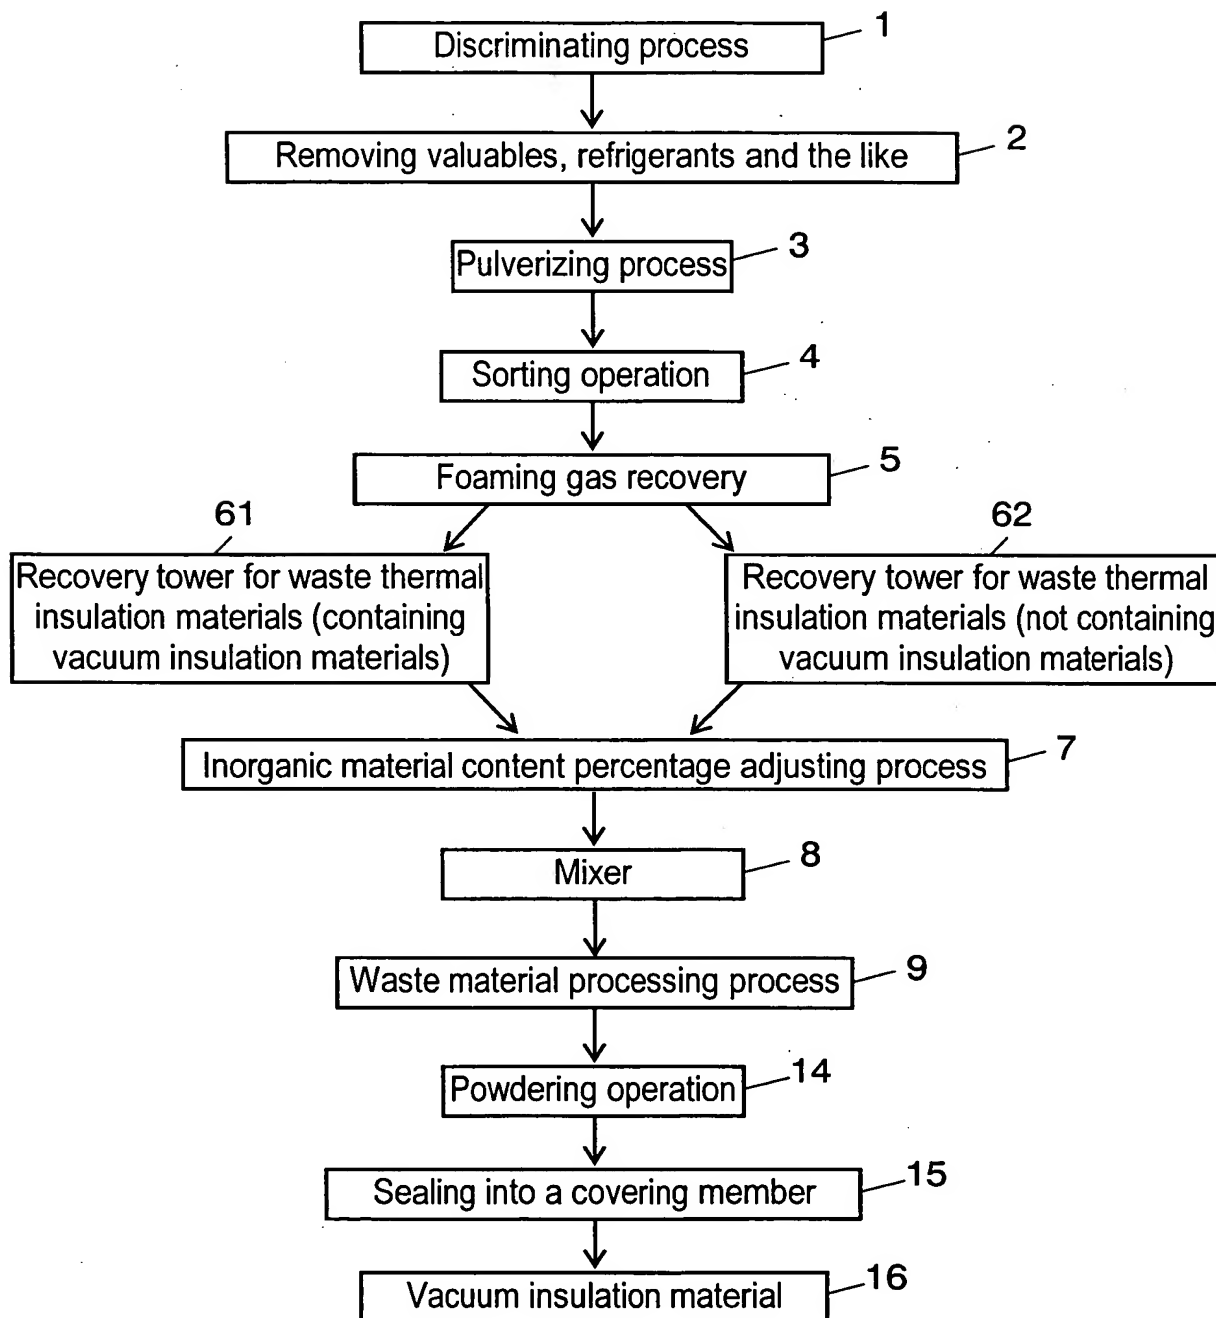 1
Discriminating process
2
Removing valuables, refrigerants and the like
3
Pulverizing process
4
Sorting operation
5
Foaming gas recovery
61
Recovery tower for waste thermal
insulation materials (containing
vacuum insulation materials)
62
Recovery tower for waste thermal
insulation materials (not containing
vacuum insulation materials)
7
Inorganic material content percentage adjusting process
8
Mixer
9
Waste material processing process
14
Powdering operation
15
Sealing into a covering member
16
Vacuum insulation material